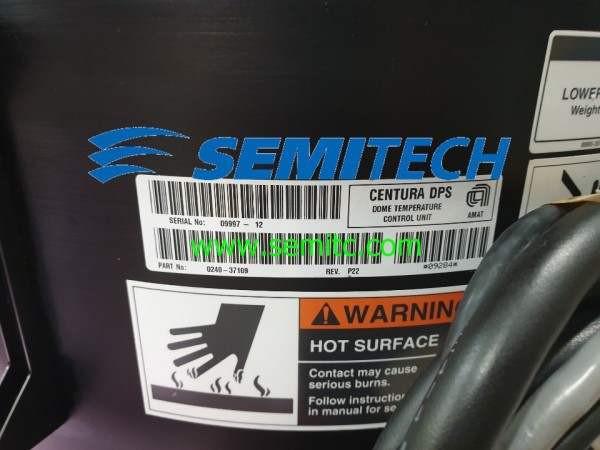 LOWER
Weight
SEMITECH
CENTURA DPS
DOME TEMPERATURE
CONTROL UNIT
AMAT
SERIAL No: 09997 - 12
www.semitc.com
PART No: 0240-37109 REV. P22 *09284*
WARNING
HOT SURFACE
Contact may cause
serious burns.
Follow instruction
in manual for se